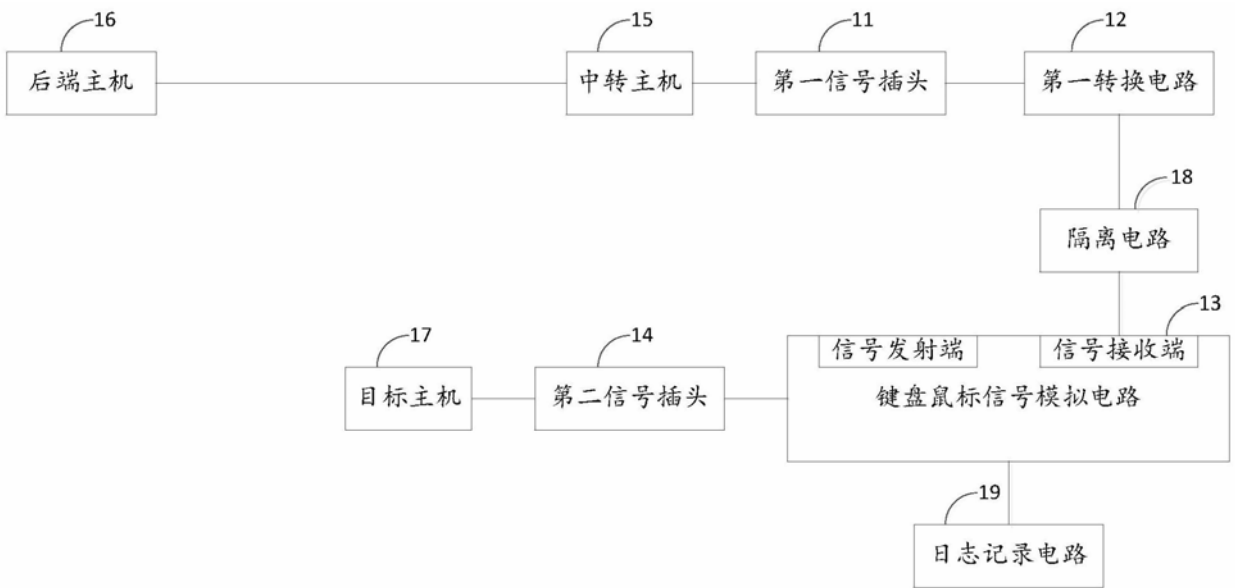 16
15
11
12
后端主机
中转主机
第一信号插头
第一转换电路
18
隔离电路
17
14
13
信号发射端
信号接收端
目标主机
第二信号插头
键盘鼠标信号模拟电路
19
日志记录电路